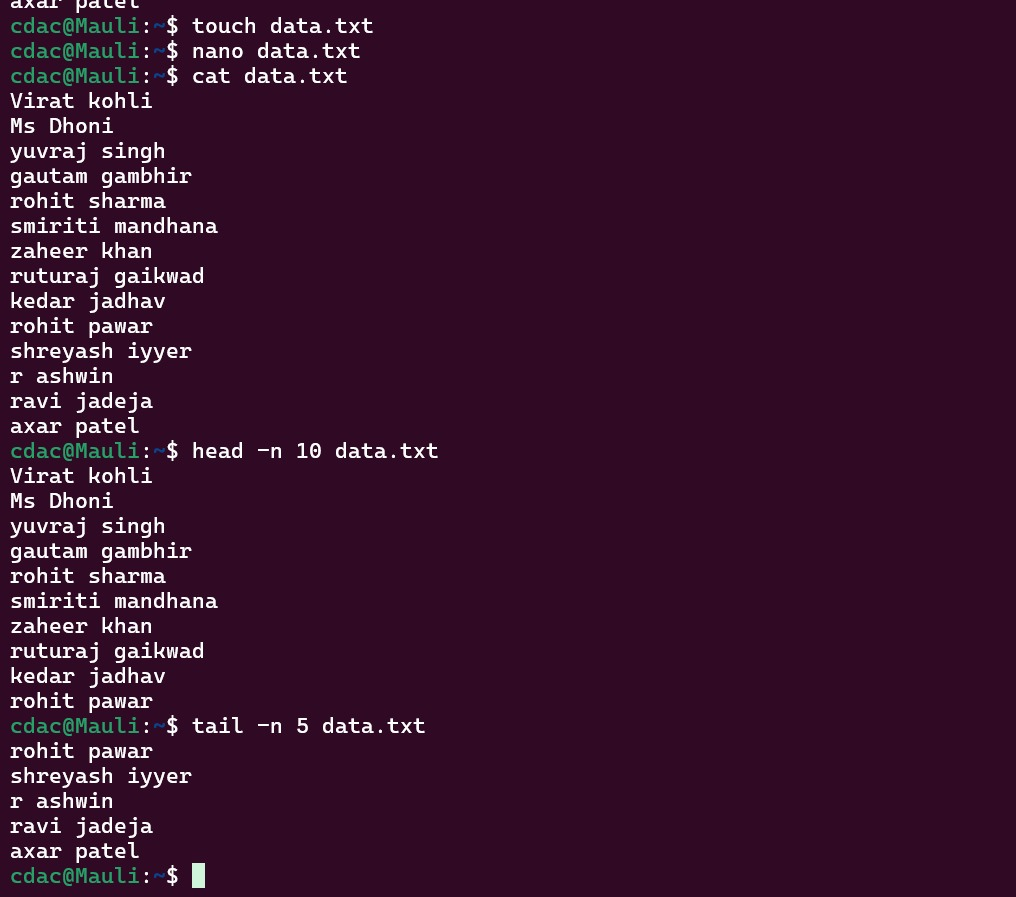 axar patel
cdac@Mauli:~$ touch data.txt
cdac@Mauli:~$ nano data.txt
cdac@Mauli:~$ cat data.txt
Virat kohli
Ms Dhoni
yuvraj singh
gautam gambhir
rohit sharma
smiriti mandhana
zaheer khan
ruturaj gaikwad
kedar jadhav
rohit pawar
shreyash iyyer
r ashwin
ravi jadeja
axar patel
cdac@Mauli:~$ head -n 10 data.txt
Virat kohli
Ms Dhoni
yuvraj singh
gautam gambhir
rohit sharma
smiriti mandhana
zaheer khan
ruturaj gaikwad
kedar jadhav
rohit pawar
cdac@Mauli:~$ tail -n 5 data.txt
rohit pawar
shreyash iyyer
r ashwin
ravi jadeja
axar patel
cdac@Mauli:~$